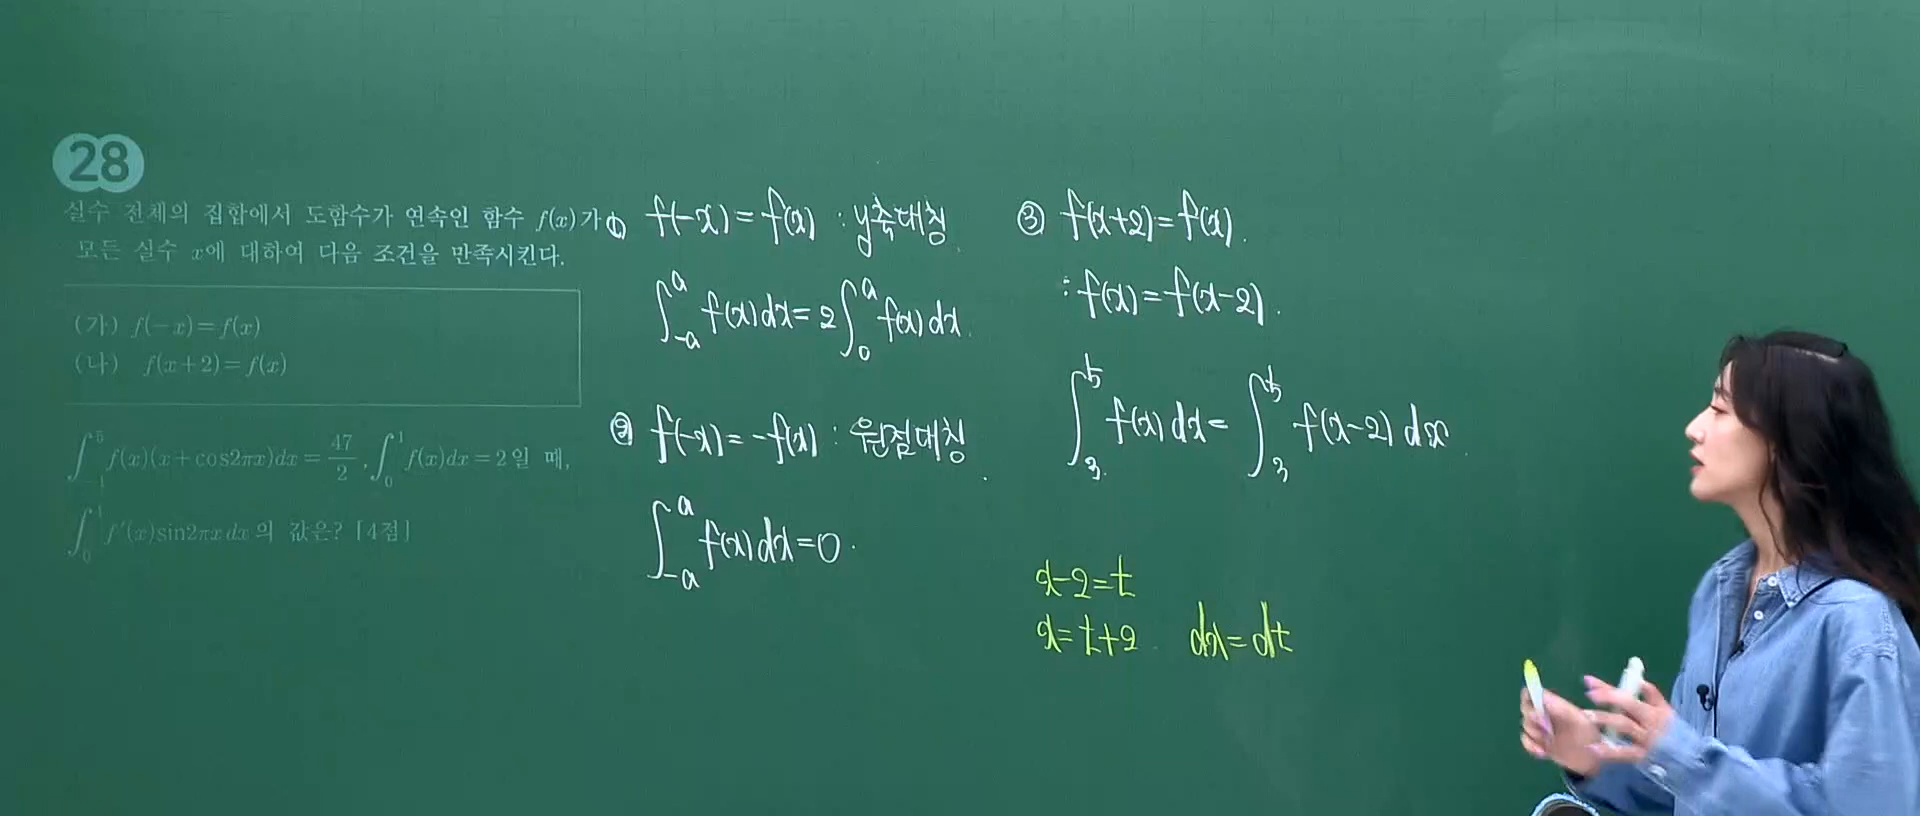 28
실수 전체의 집합에서 도함수가 연속인 함수 f(x)가
모든 실수 x에 대하여 다음 조건을 만족시킨다.
(가) f(-x)=f(x)
(나) f(x+2)=f(x)
∫_{-1}^{5} f(x)(x+cos2πx)dx=47/2, ∫_{0}^{1} f(x)dx=2일 때,
∫_{0}^{1} f'(x)sin2πx dx의 값은? [4점]
① f(-x)=f(x) : y축대칭
∫_{-a}^{a} f(x)dx=2∫_{0}^{a} f(x)dx.
② f(-x)=-f(x) : 원점대칭
∫_{-a}^{a} f(x)dx=0.
③ f(x+2)=f(x).
: f(x)=f(x-2).
∫_{3}^{5} f(x)dx=∫_{3}^{5} f(x-2)dx.
x-2=t
x=t+2. dx=dt